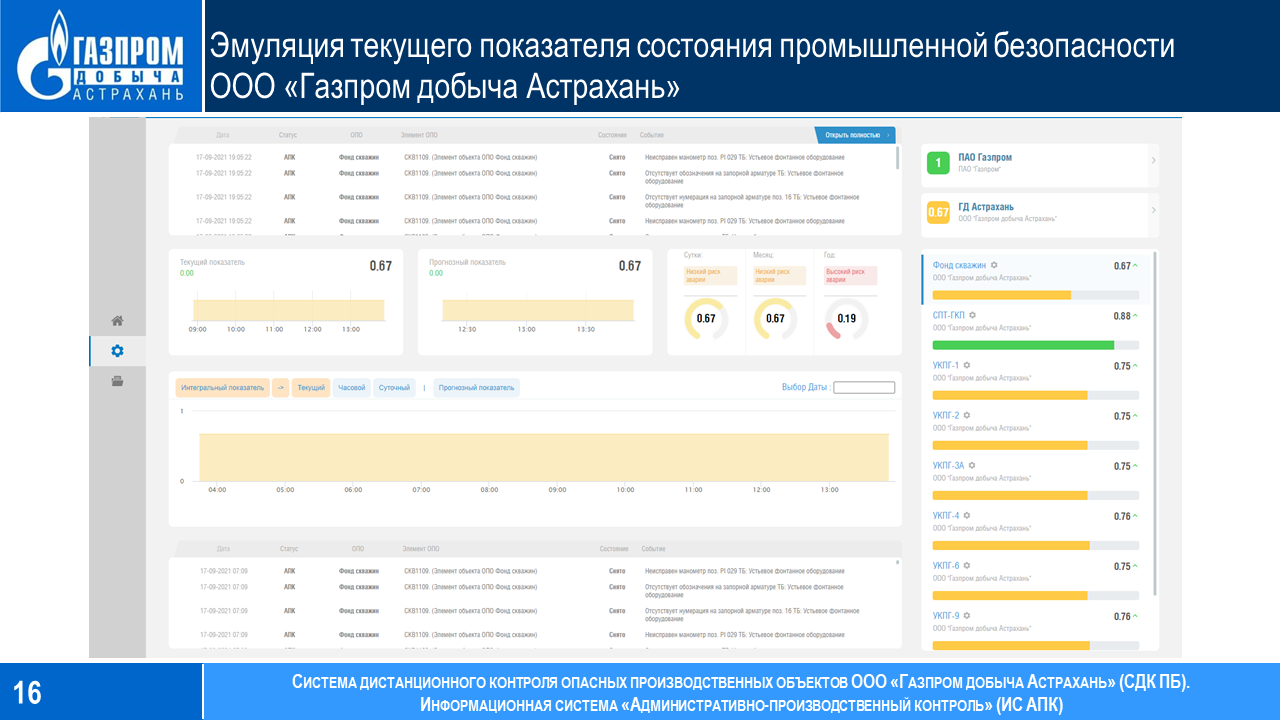 ГАЗПРОМ
ДОБЫЧА
АСТРАХАНЬ
Эмуляция текущего показателя состояния промышленной безопасности
ООО «Газпром добыча Астрахань»
Дата Статус ОПО Элемент ОПО Состояние Событие Открыть полностью
17-09-2021 19:05:22 АПК Фонд скважин СКВ1109. (Элемент объекта ОПО Фонд скважин) Снято Неисправен манометр поз. PI 029 ТБ: Устьевое фонтанное оборудование
17-09-2021 19:05:22 АПК Фонд скважин СКВ1109. (Элемент объекта ОПО Фонд скважин) Снято Отсутствует обозначения на запорной арматуре ТБ: Устьевое фонтанное
оборудование
17-09-2021 19:05:22 АПК Фонд скважин СКВ1109. (Элемент объекта ОПО Фонд скважин) Снято Отсутствует нумерация на запорной арматуре поз. 16 ТБ: Устьевое фонтанное
оборудование
17-09-2021 19:05:22 АПК Фонд скважин СКВ1109. (Элемент объекта ОПО Фонд скважин) Снято Неисправен манометр поз. PI 029 ТБ: Устьевое фонтанное оборудование
1 ПАО Газпром
ПАО "Газпром"
0.67 ГД Астрахань
ООО "Газпром добыча Астрахань"
Текущий показатель 0.67
0.00
09:00 10:00 11:00 12:00 13:00
Прогнозный показатель 0.67
0.00
12:30 13:00 13:30
Сутки: Месяц: Год:
Низкий риск аварии Низкий риск аварии Высокий риск аварии
0.67 0.67 0.19
Интегральный показатель -> Текущий Часовой Суточный | Прогнозный показатель Выбор Даты :
1
0
04:00 05:00 06:00 07:00 08:00 09:00 10:00 11:00 12:00 13:00
Дата Статус ОПО Элемент ОПО Состояние Событие
17-09-2021 07:09 АПК Фонд скважин СКВ1109. (Элемент объекта ОПО Фонд скважин) Снято Неисправен манометр поз. PI 029 ТБ: Устьевое фонтанное оборудование
17-09-2021 07:09 АПК Фонд скважин СКВ1109. (Элемент объекта ОПО Фонд скважин) Снято Отсутствует обозначения на запорной арматуре ТБ: Устьевое фонтанное
оборудование
17-09-2021 07:09 АПК Фонд скважин СКВ1109. (Элемент объекта ОПО Фонд скважин) Снято Отсутствует нумерация на запорной арматуре поз. 16 ТБ: Устьевое фонтанное
оборудование
17-09-2021 07:09 АПК Фонд скважин СКВ1109. (Элемент объекта ОПО Фонд скважин) Снято Неисправен манометр поз. PI 029 ТБ: Устьевое фонтанное оборудование
Фонд скважин 0.67
ООО "Газпром добыча Астрахань"
СПТ-ГКП 0.88
ООО "Газпром добыча Астрахань"
УКПГ-1 0.75
ООО "Газпром добыча Астрахань"
УКПГ-2 0.75
ООО "Газпром добыча Астрахань"
УКПГ-3А 0.75
ООО "Газпром добыча Астрахань"
УКПГ-4 0.76
ООО "Газпром добыча Астрахань"
УКПГ-6 0.75
ООО "Газпром добыча Астрахань"
УКПГ-9 0.76
ООО "Газпром добыча Астрахань"
16
СИСТЕМА ДИСТАНЦИОННОГО КОНТРОЛЯ ОПАСНЫХ ПРОИЗВОДСТВЕННЫХ ОБЪЕКТОВ ООО «ГАЗПРОМ ДОБЫЧА АСТРАХАНЬ» (СДК ПБ).
ИНФОРМАЦИОННАЯ СИСТЕМА «АДМИНИСТРАТИВНО-ПРОИЗВОДСТВЕННЫЙ КОНТРОЛЬ» (ИС АПК)